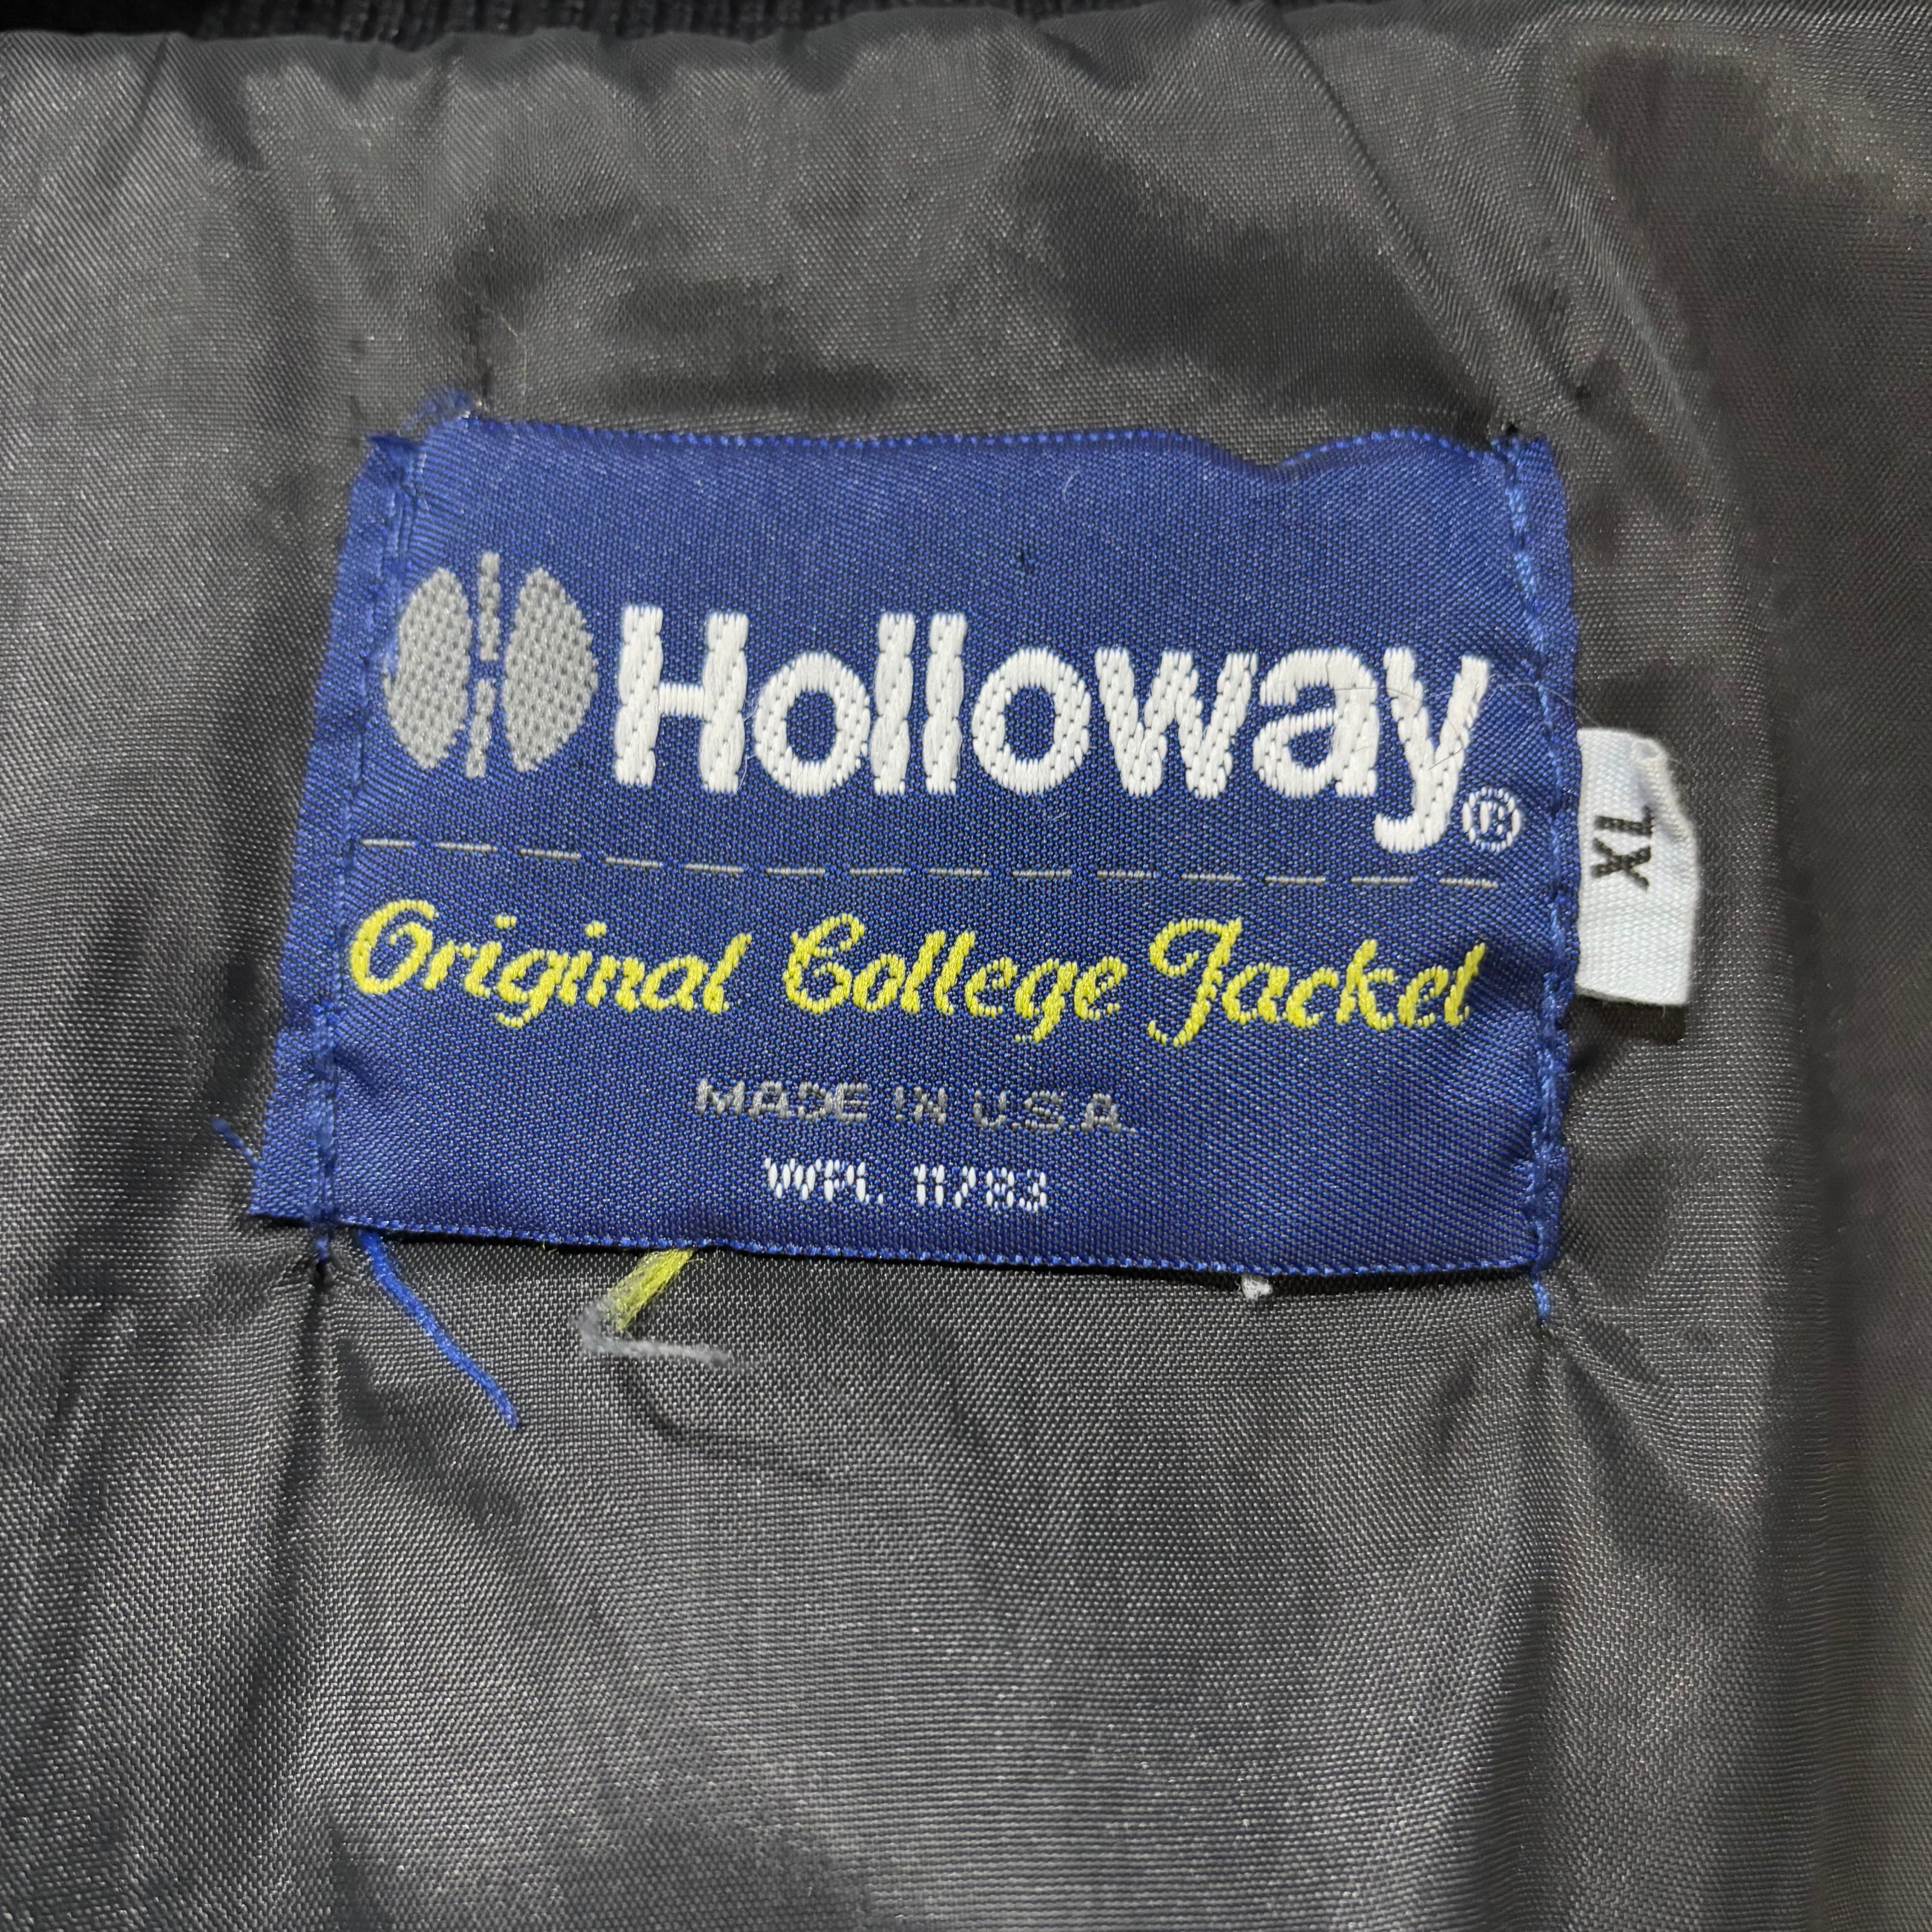 Holloway®
Original College Jacket
MADE IN U.S.A.
WPL 11783
XL